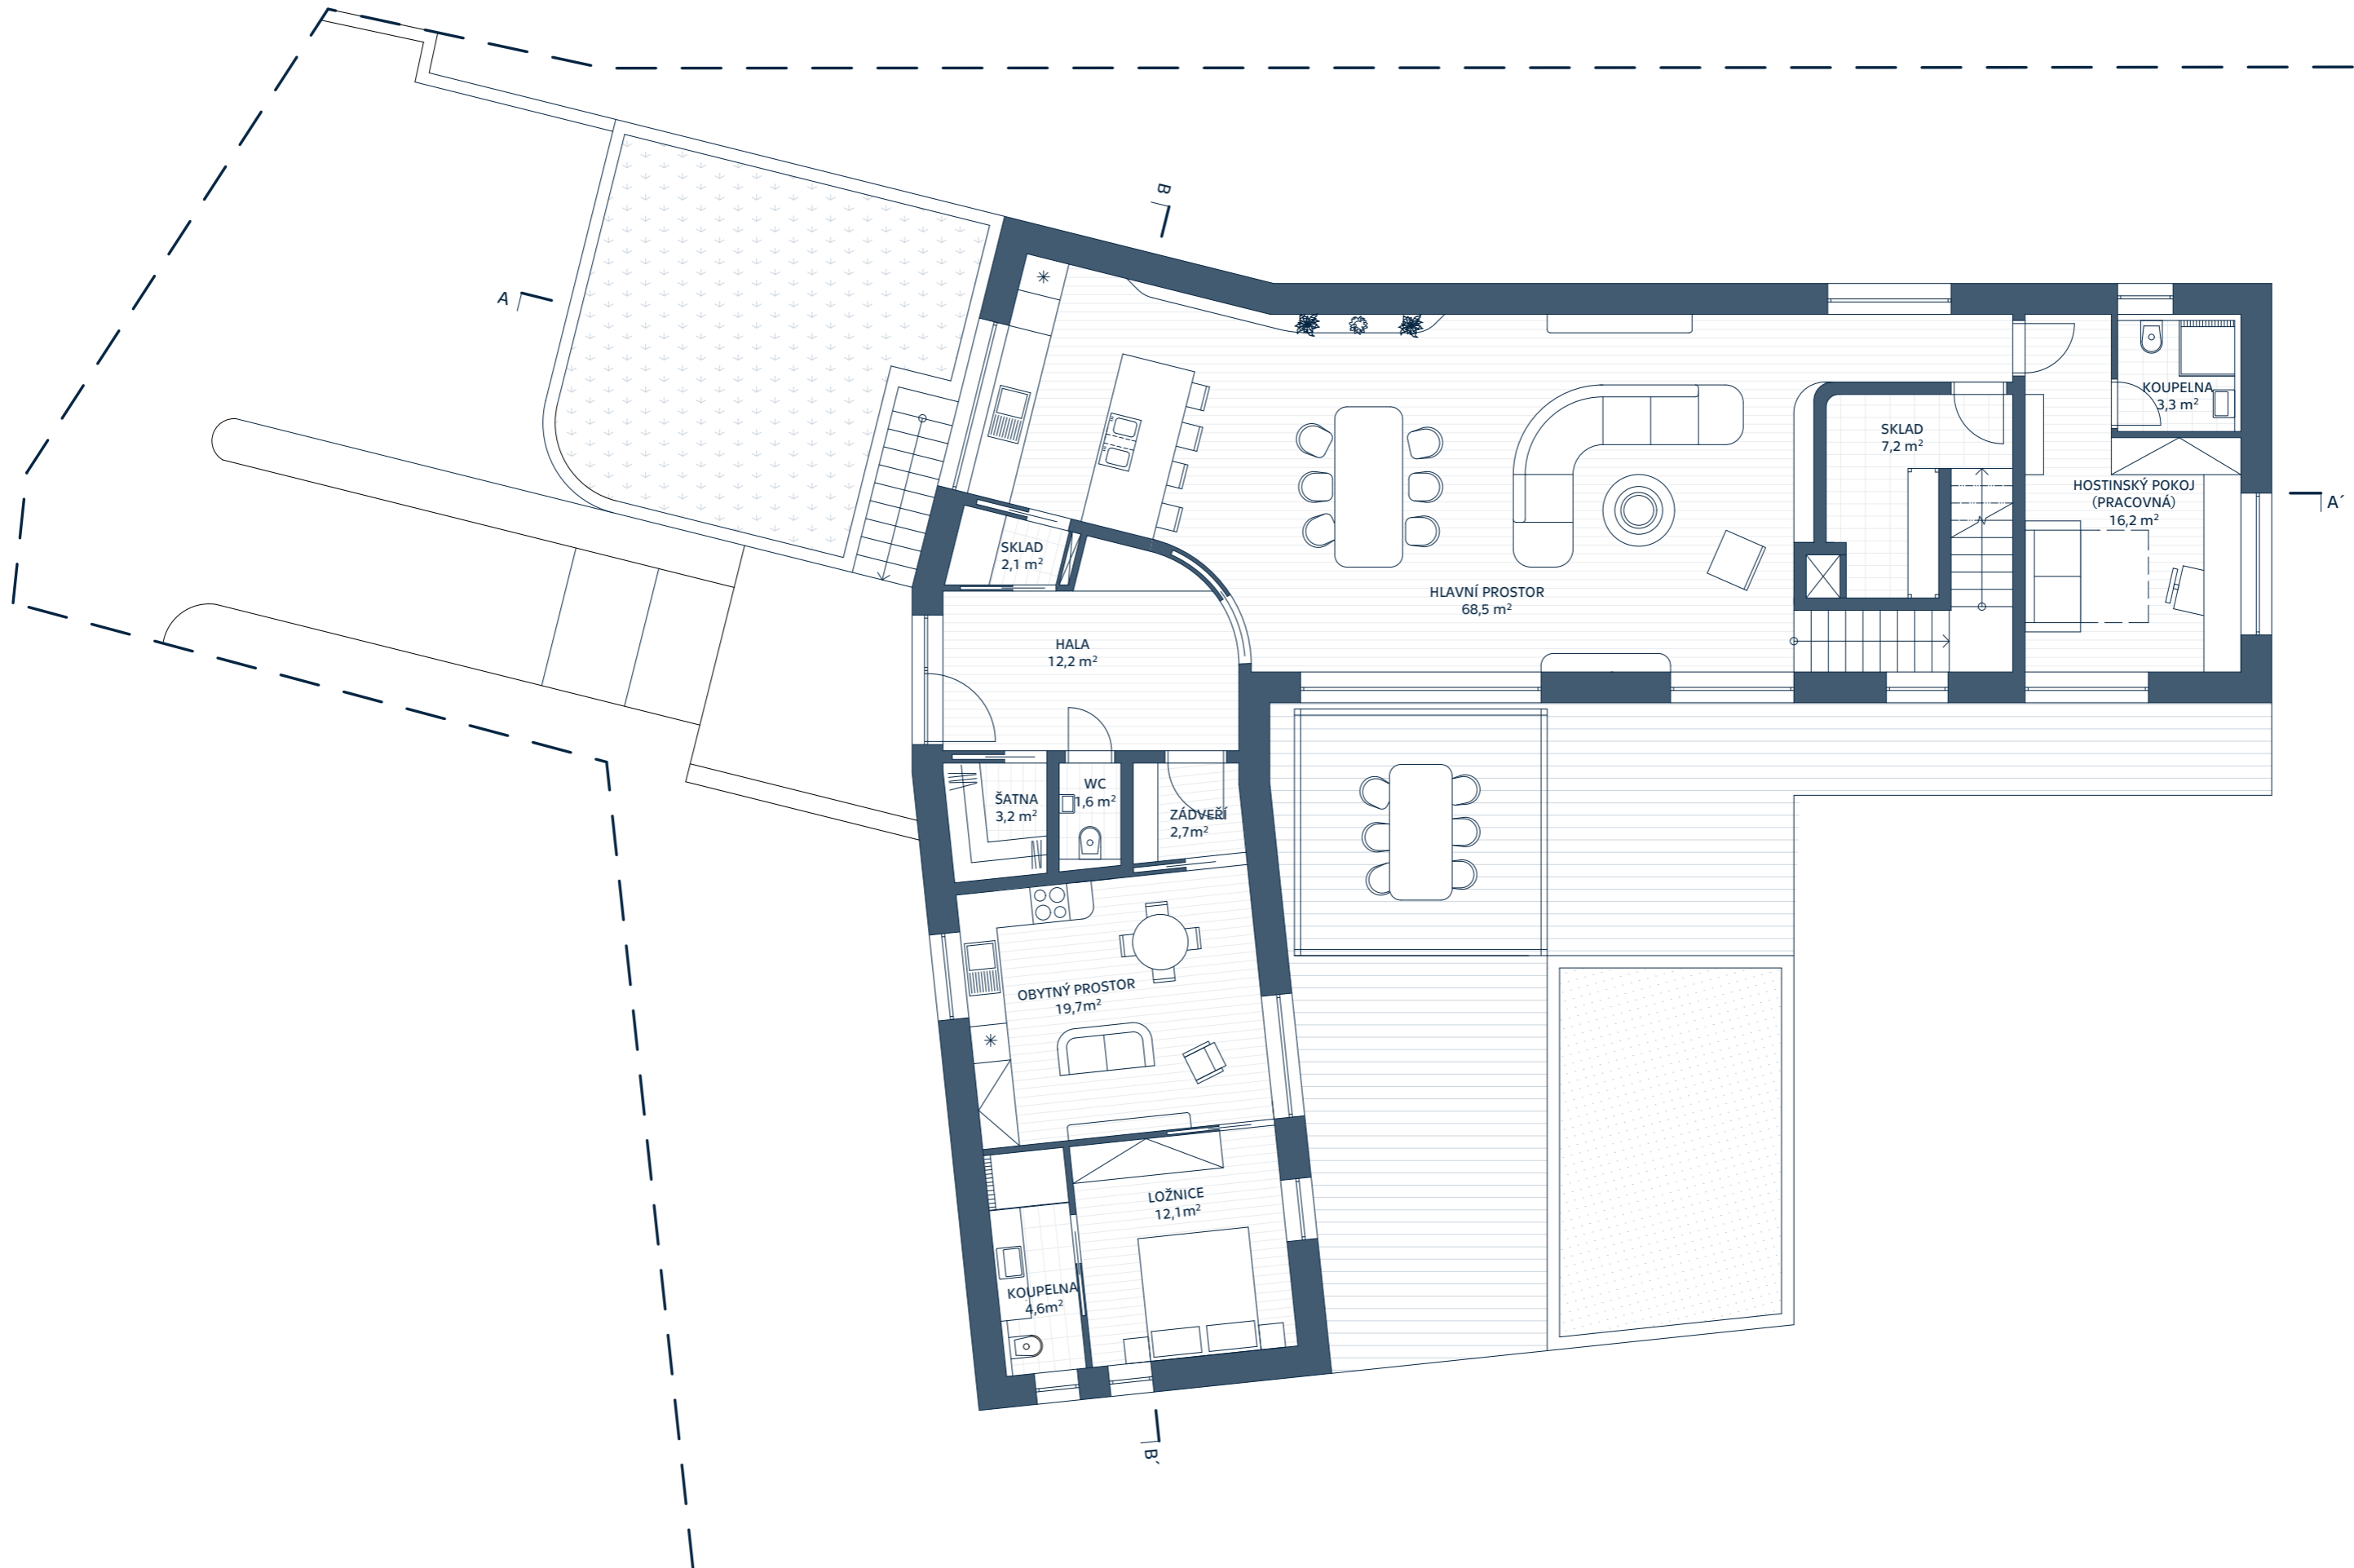 B
A
KOUPELNA
3,3 m²
SKLAD
7,2 m²
HOSTINSKÝ POKOJ
(PRACOVNÁ)
16,2 m²
A´
SKLAD
2,1 m²
HLAVNÍ PROSTOR
68,5 m²
HALA
12,2 m²
ŠATNA
3,2 m²
WC
1,6 m²
ZÁDVEŘÍ
2,7m²
OBYTNÝ PROSTOR
19,7m²
LOŽNICE
12,1m²
KOUPELNA
4,6m²
B´